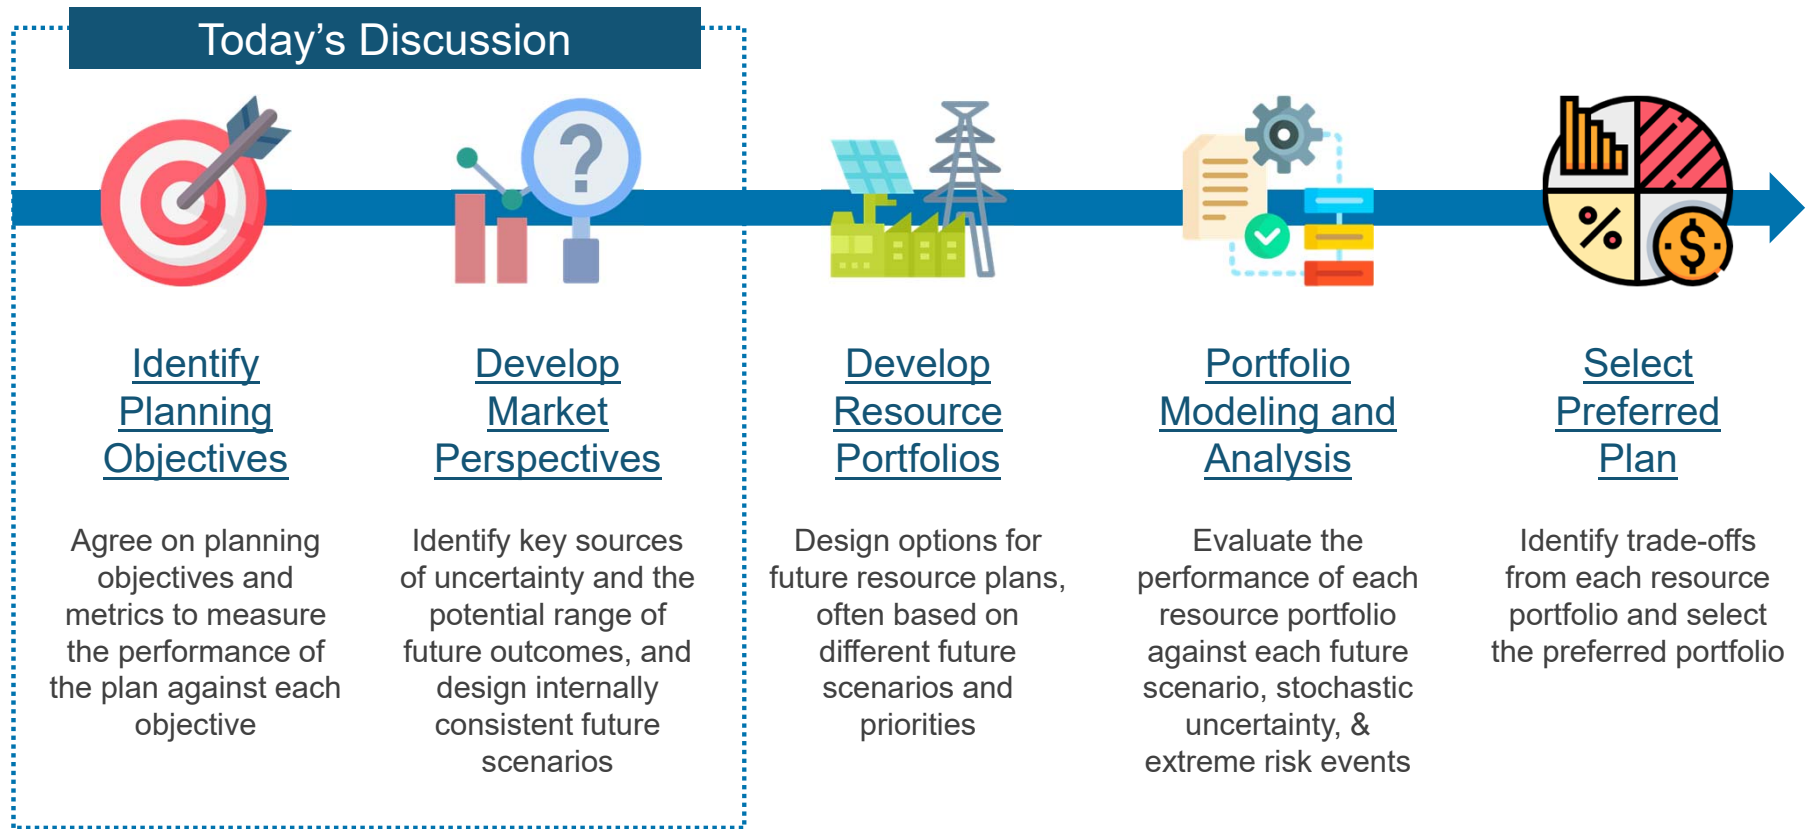 Today's Discussion
?
%
$
Identify
Planning
Objectives
Agree on planning
objectives and
metrics to measure
the performance of
the plan against each
objective
Develop
Market
Perspectives
Identify key sources
of uncertainty and the
potential range of
future outcomes, and
design internally
consistent future
scenarios
Develop
Resource
Portfolios
Design options for
future resource plans,
often based on
different future
scenarios and
priorities
Portfolio
Modeling and
Analysis
Evaluate the
performance of each
resource portfolio
against each future
scenario, stochastic
uncertainty, &
extreme risk events
Select
Preferred
Plan
Identify trade-offs
from each resource
portfolio and select
the preferred portfolio